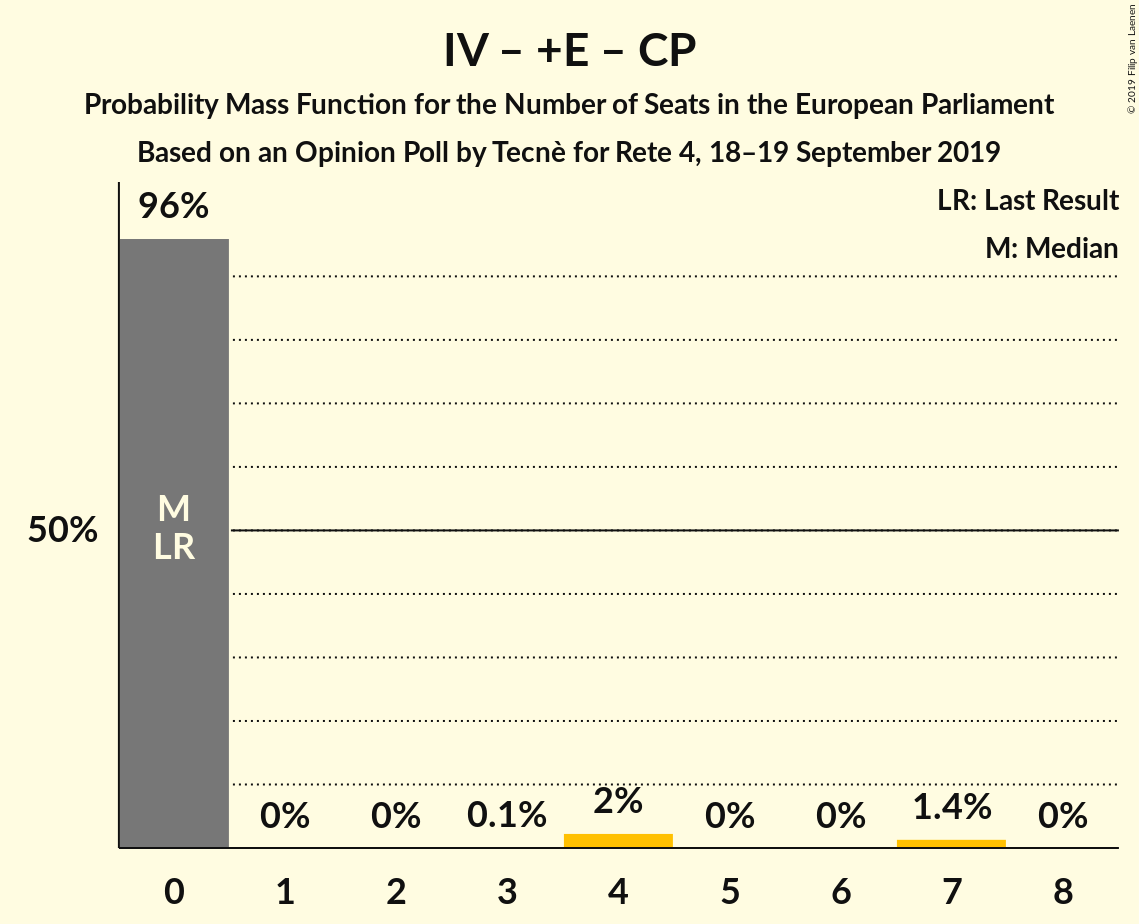 IV – +E – CP
Probability Mass Function for the Number of Seats in the European Parliament
Based on an Opinion Poll by Tecnè for Rete 4, 18–19 September 2019
© 2019 Filip van Laenen
LR: Last Result
M: Median
96%
M
LR
50%
0% 0% 0.1% 2% 0% 0% 1.4% 0%
0 1 2 3 4 5 6 7 8